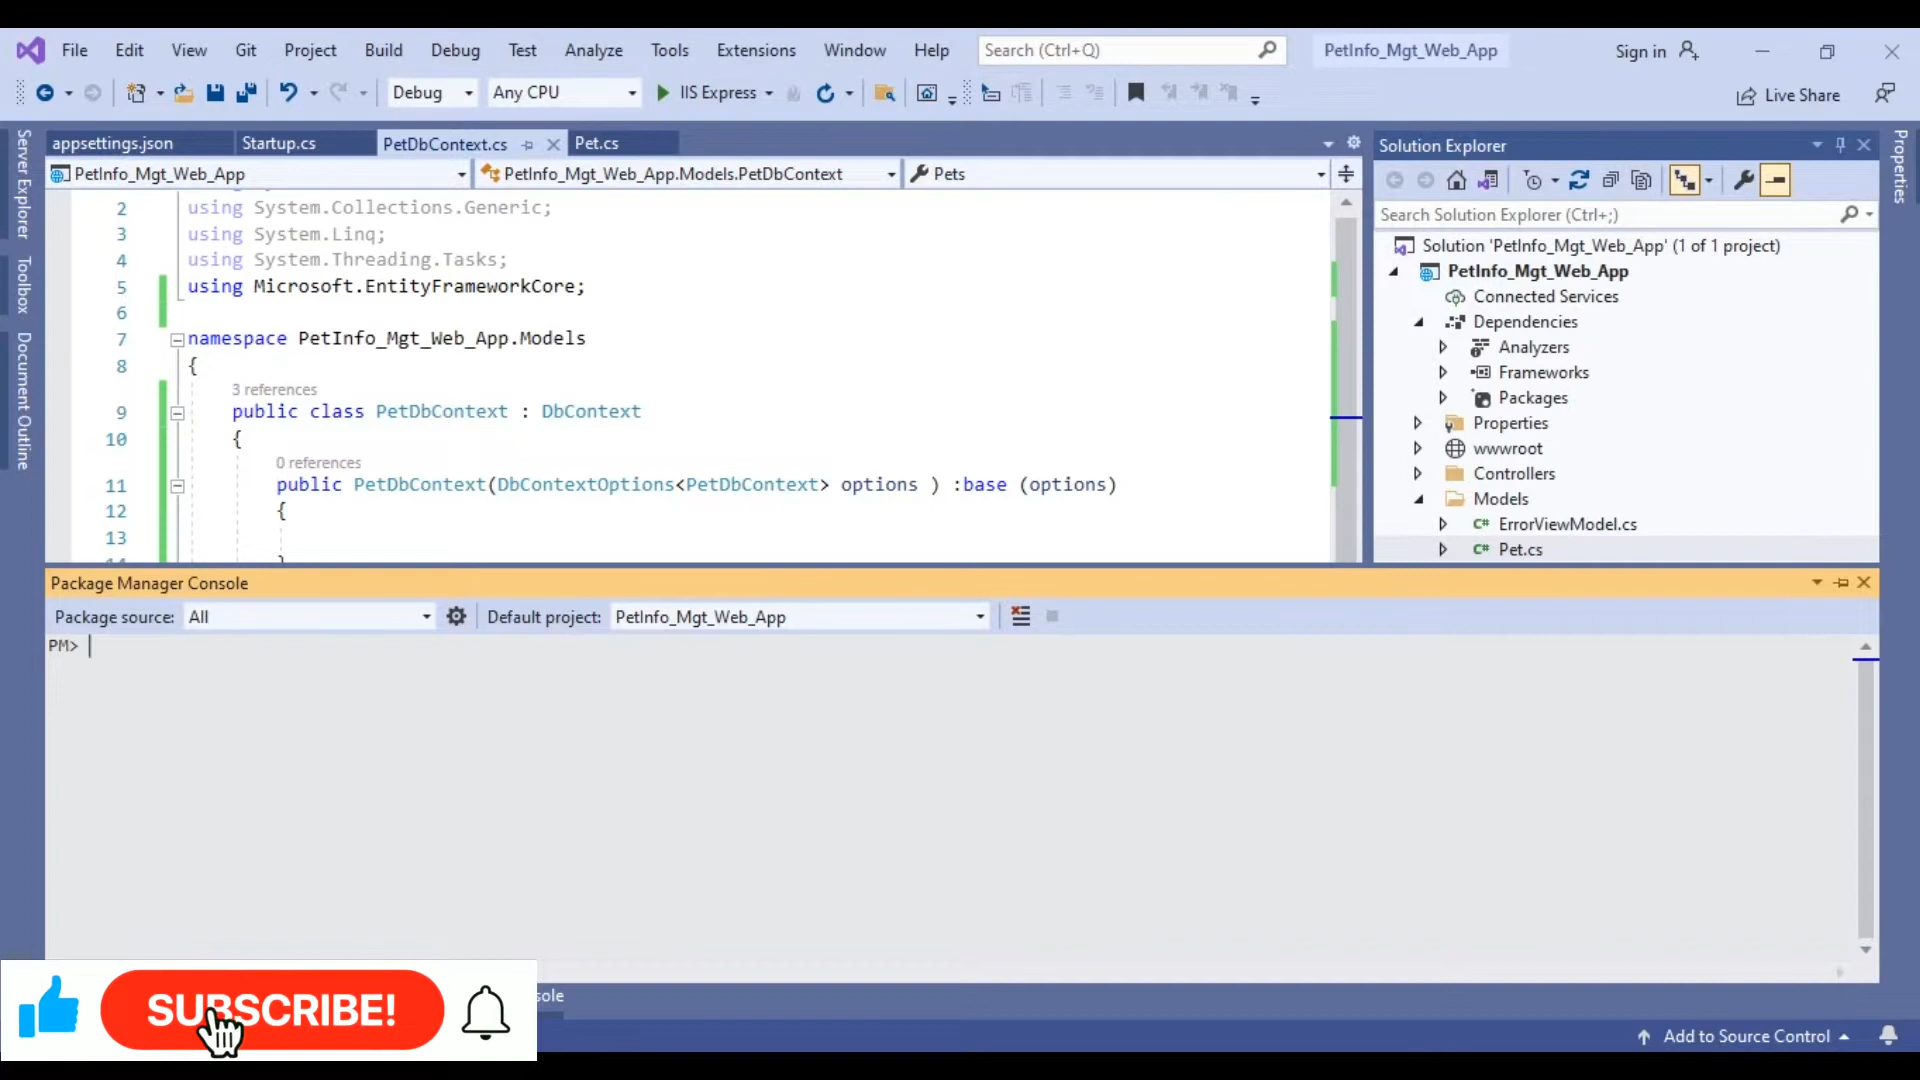 File Edit View Git Project Build Debug Test Analyze Tools Extensions Window Help Search (Ctrl+Q) PetInfo_Mgt_Web_App Sign in
Debug Any CPU IIS Express Live Share
Server Explorer
Toolbox
Document Outline
appsettings.json Startup.cs PetDbContext.cs Pet.cs
PetInfo_Mgt_Web_App PetInfo_Mgt_Web_App.Models.PetDbContext Pets
2 using System.Collections.Generic;
3 using System.Linq;
4 using System.Threading.Tasks;
5 using Microsoft.EntityFrameworkCore;
6
7 namespace PetInfo_Mgt_Web_App.Models
8 {
3 references
9 public class PetDbContext : DbContext
10 {
0 references
11 public PetDbContext(DbContextOptions<PetDbContext> options ) :base (options)
12 {
13
Solution Explorer
Search Solution Explorer (Ctrl+;)
Solution 'PetInfo_Mgt_Web_App' (1 of 1 project)
PetInfo_Mgt_Web_App
Connected Services
Dependencies
Analyzers
Frameworks
Packages
Properties
wwwroot
Controllers
Models
C# ErrorViewModel.cs
C# Pet.cs
Properties
Package Manager Console
Package source: All Default project: PetInfo_Mgt_Web_App
PM>
SUBSCRIBE!
sole
Add to Source Control